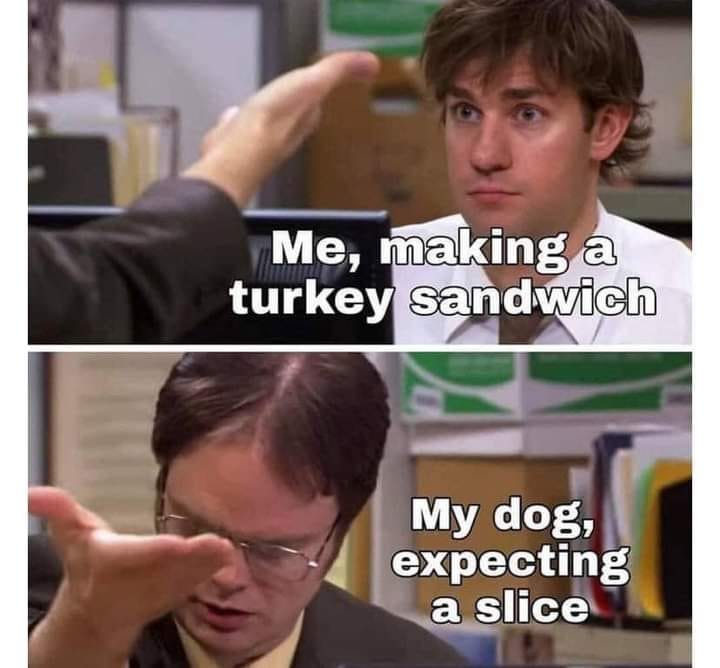 Me, making a
turkey sandwich
My dog,
expecting
a slice